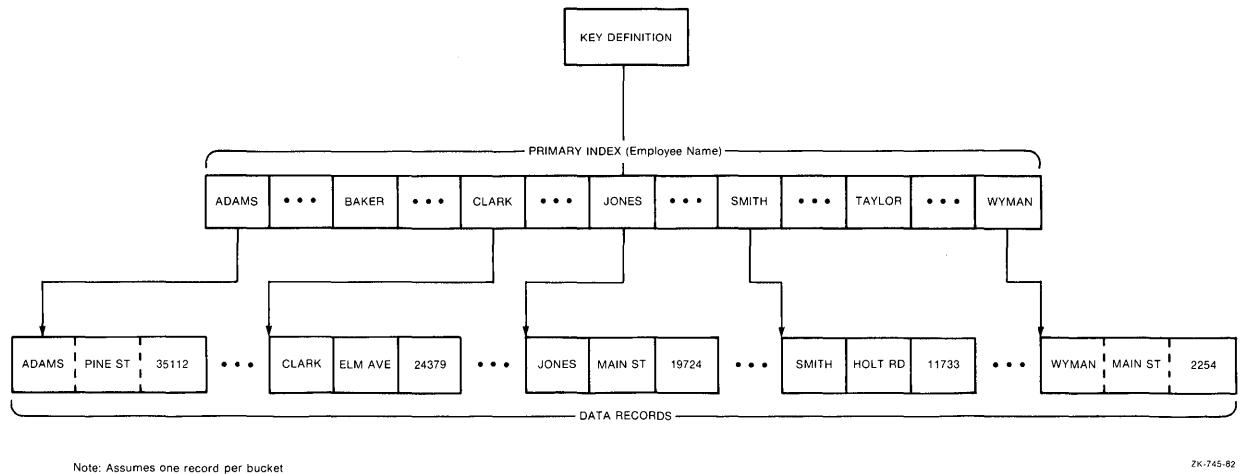 KEY DEFINITION
PRIMARY INDEX (Employee Name)
ADAMS ••• BAKER ••• CLARK ••• JONES ••• SMITH ••• TAYLOR ••• WYMAN
ADAMS PINE ST 35112 ••• CLARK ELM AVE 24379 ••• JONES MAIN ST 19724 ••• SMITH HOLT RD 11733 ••• WYMAN MAIN ST 2254
DATA RECORDS
Note: Assumes one record per bucket
ZK-745-82